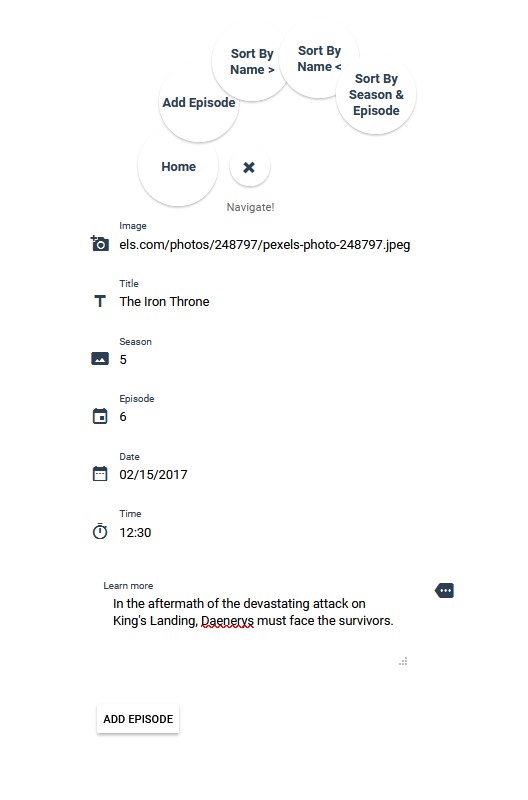 Sort By
Name >
Sort By
Name <
Sort By
Season &
Episode
Add Episode
Home
Navigate!
Image
els.com/photos/248797/pexels-photo-248797.jpeg
Title
The Iron Throne
Season
5
Episode
6
Date
02/15/2017
Time
12:30
Learn more
In the aftermath of the devastating attack on
King's Landing, Daenerys must face the survivors.
ADD EPISODE